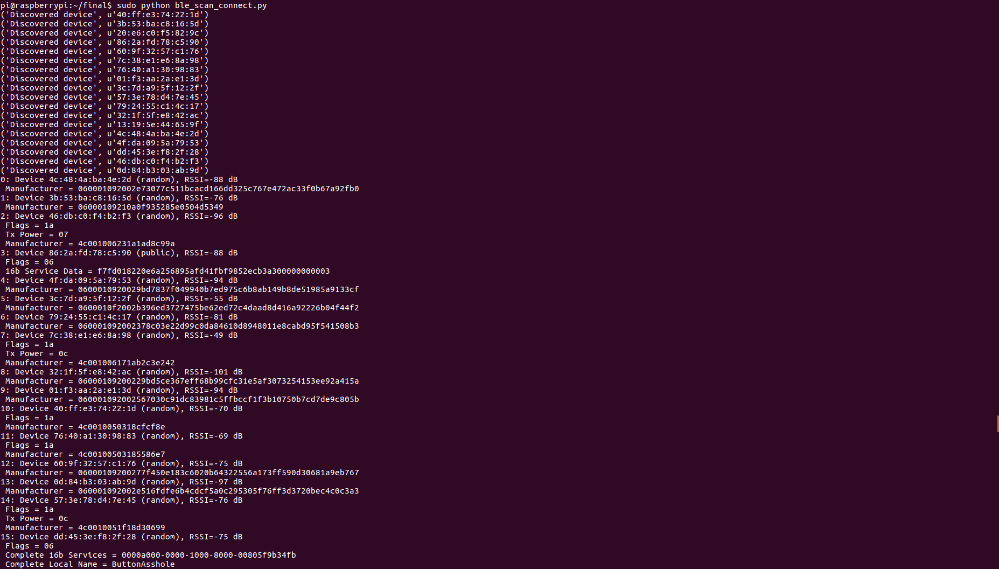 pi@raspberrypi:~/final$ sudo python ble_scan_connect.py
('Discovered device', u'40:ff:e3:74:22:1d')
('Discovered device', u'3b:53:ba:c8:16:5d')
('Discovered device', u'20:e6:c0:f5:82:9c')
('Discovered device', u'86:2a:fd:78:c5:90')
('Discovered device', u'60:9f:32:57:c1:76')
('Discovered device', u'7c:38:e1:e6:8a:98')
('Discovered device', u'76:40:a1:30:98:83')
('Discovered device', u'01:f3:aa:2a:e1:3d')
('Discovered device', u'3c:7d:a9:5f:12:2f')
('Discovered device', u'57:3e:78:d4:7e:45')
('Discovered device', u'79:24:55:c1:4c:17')
('Discovered device', u'32:1f:5f:e8:42:ac')
('Discovered device', u'13:19:5e:44:65:9f')
('Discovered device', u'4c:48:4a:ba:4e:2d')
('Discovered device', u'4f:da:09:5a:79:53')
('Discovered device', u'dd:45:3e:f8:2f:28')
('Discovered device', u'46:db:c0:f4:b2:f3')
('Discovered device', u'0d:84:b3:03:ab:9d')
0: Device 4c:48:4a:ba:4e:2d (random), RSSI=-88 dB
 Manufacturer = 060001092002e73077c511bcacd166dd325c767e472ac33f0b67a92fb0
1: Device 3b:53:ba:c8:16:5d (random), RSSI=-76 dB
 Manufacturer = 06000109210a0f935285e0504d5349
2: Device 46:db:c0:f4:b2:f3 (random), RSSI=-96 dB
 Flags = 1a
 Tx Power = 07
 Manufacturer = 4c001006231a1ad8c99a
3: Device 86:2a:fd:78:c5:90 (public), RSSI=-88 dB
 Flags = 06
 16b Service Data = f7fd018220e6a256895afd41fbf9852ecb3a300000000003
4: Device 4f:da:09:5a:79:53 (random), RSSI=-94 dB
 Manufacturer = 0600010920029bd7837f049940b7ed975c6b8ab149b8de51985a9133cf
5: Device 3c:7d:a9:5f:12:2f (random), RSSI=-55 dB
 Manufacturer = 0600010f2002b396ed3727475be62ed72c4daad8d416a92226b04f44f2
6: Device 79:24:55:c1:4c:17 (random), RSSI=-81 dB
 Manufacturer = 060001092002378c03e22d99c0da84610d8948011e8cabd95f541508b3
7: Device 7c:38:e1:e6:8a:98 (random), RSSI=-49 dB
 Flags = 1a
 Tx Power = 0c
 Manufacturer = 4c001006171ab2c3e242
8: Device 32:1f:5f:e8:42:ac (random), RSSI=-101 dB
 Manufacturer = 06000109200229bd5ce367eff68b99cfc31e5af3073254153ee92a415a
9: Device 01:f3:aa:2a:e1:3d (random), RSSI=-94 dB
 Manufacturer = 060001092002567030c91dc83981c5ffbccf1f3b10750b7cd7de9c805b
10: Device 40:ff:e3:74:22:1d (random), RSSI=-70 dB
 Flags = 1a
 Manufacturer = 4c0010050318cfcf8e
11: Device 76:40:a1:30:98:83 (random), RSSI=-69 dB
 Flags = 1a
 Manufacturer = 4c00100503185586e7
12: Device 60:9f:32:57:c1:76 (random), RSSI=-75 dB
 Manufacturer = 06000109200277f450e183c6020b64322556a173ff590d30681a9eb767
13: Device 0d:84:b3:03:ab:9d (random), RSSI=-97 dB
 Manufacturer = 060001092002e516fdfe6b4cdcf5a0c295305f76ff3d3720bec4c0c3a3
14: Device 57:3e:78:d4:7e:45 (random), RSSI=-76 dB
 Flags = 1a
 Tx Power = 0c
 Manufacturer = 4c0010051f18d30699
15: Device dd:45:3e:f8:2f:28 (random), RSSI=-75 dB
 Flags = 06
 Complete 16b Services = 0000a000-0000-1000-8000-00805f9b34fb
 Complete Local Name = ButtonAsshole